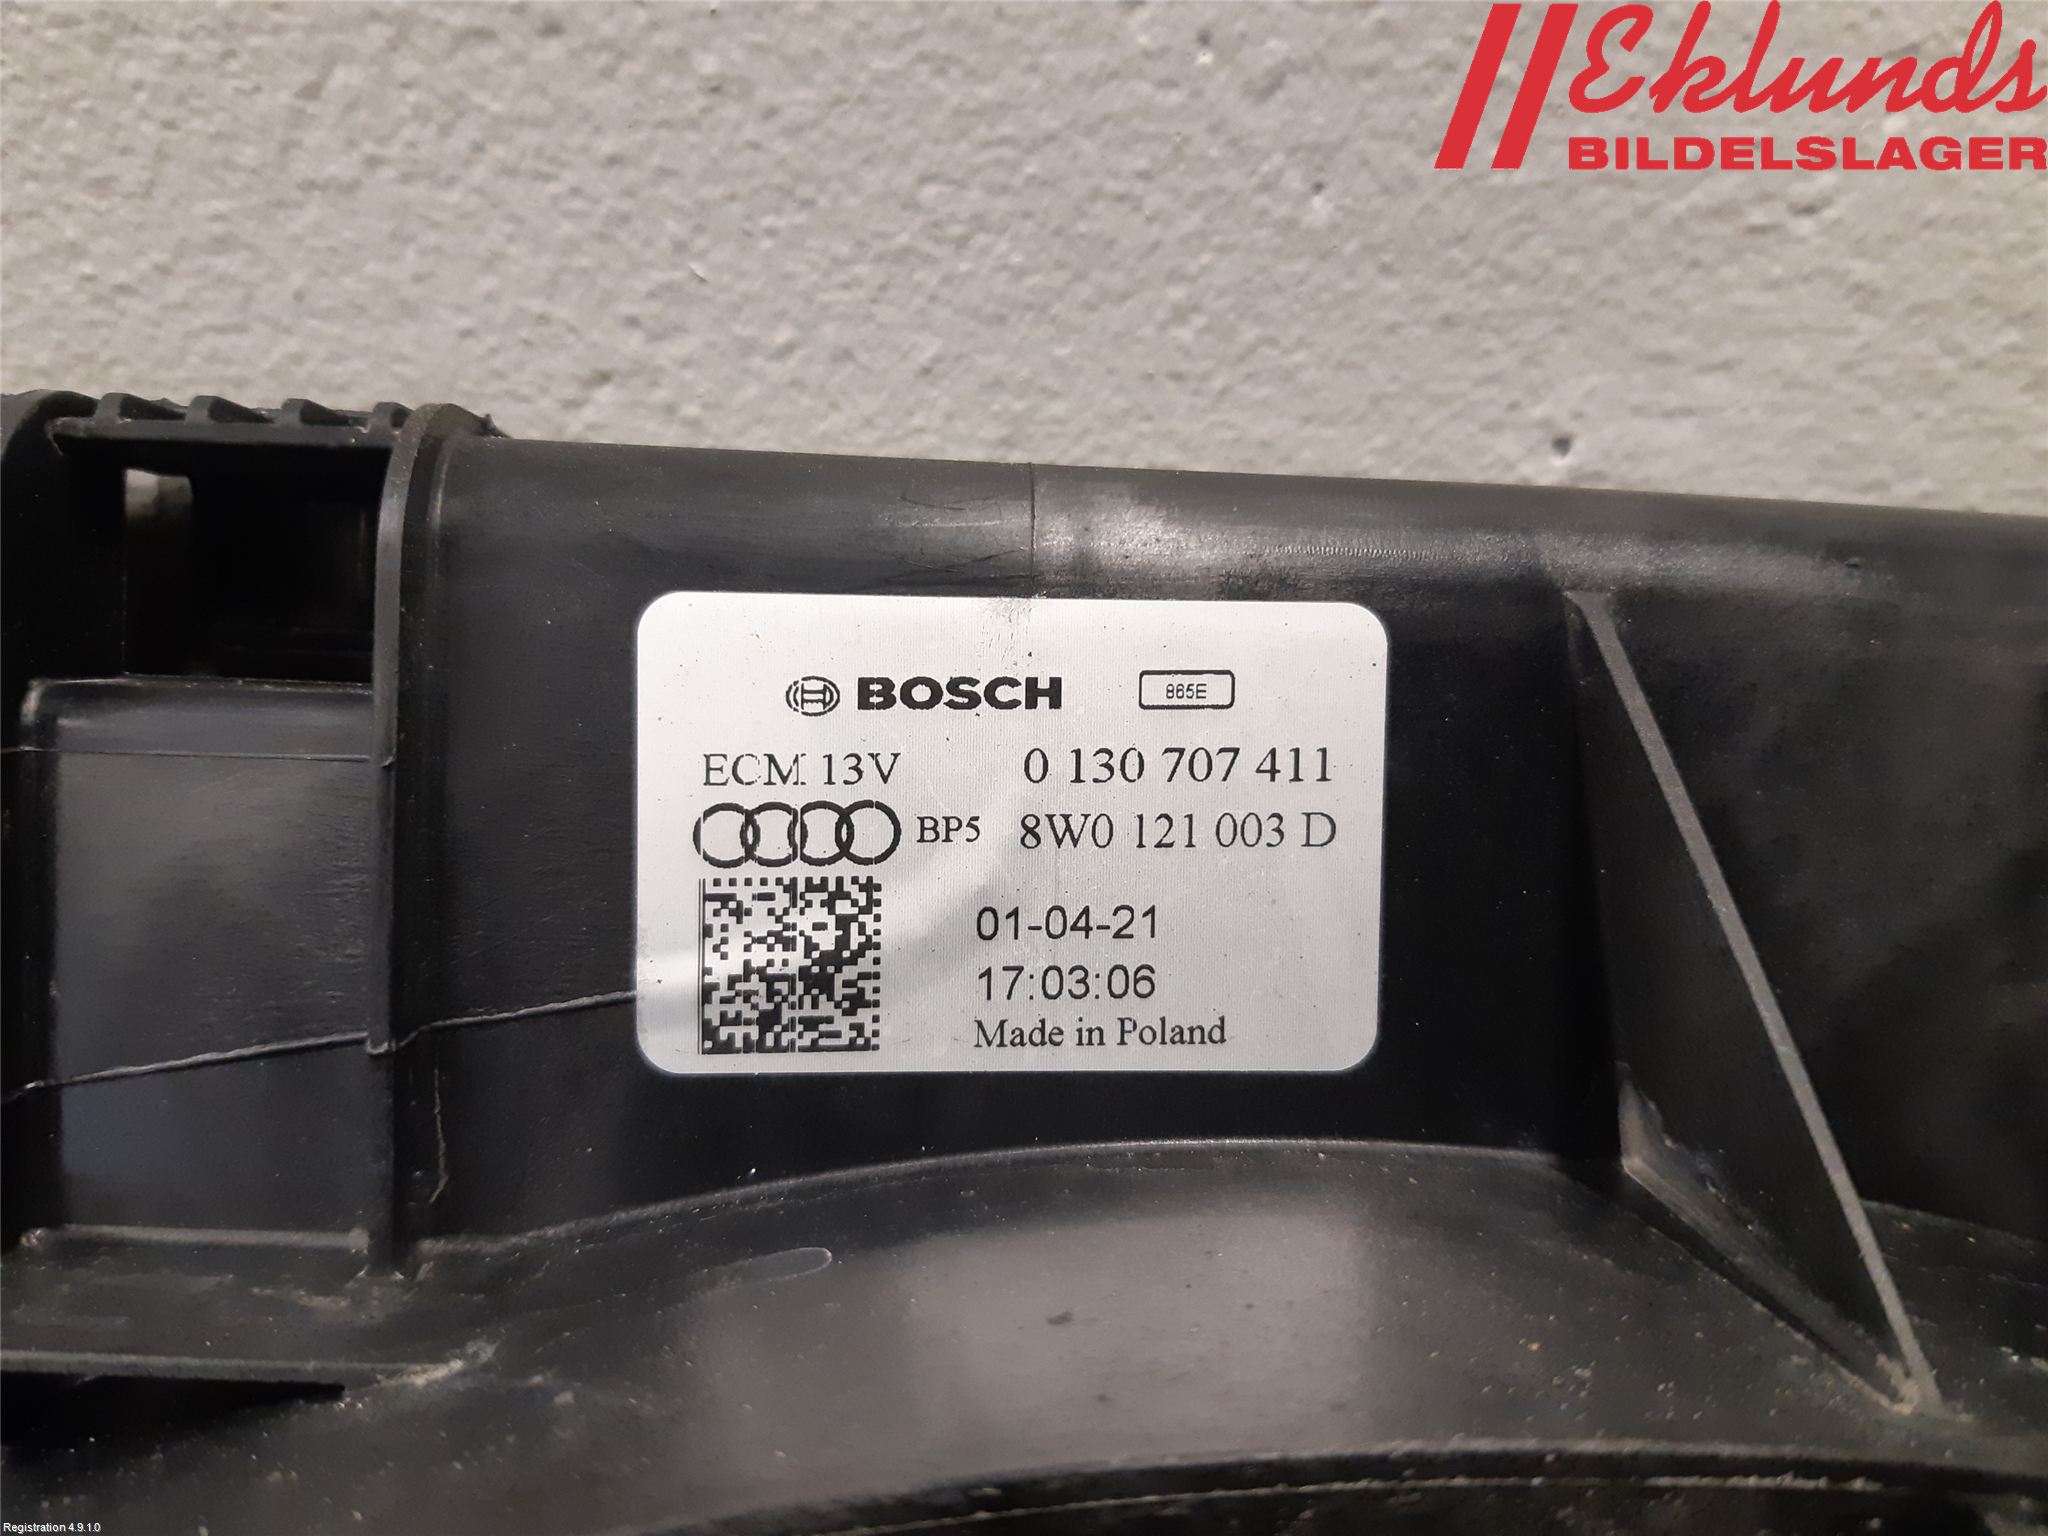 Eklunds
BILDELSLAGER
BOSCH 865E
ECM 13V 0 130 707 411
BP5 8W0 121 003 D
01-04-21
17:03:06
Made in Poland
Registration 4.9.1.0